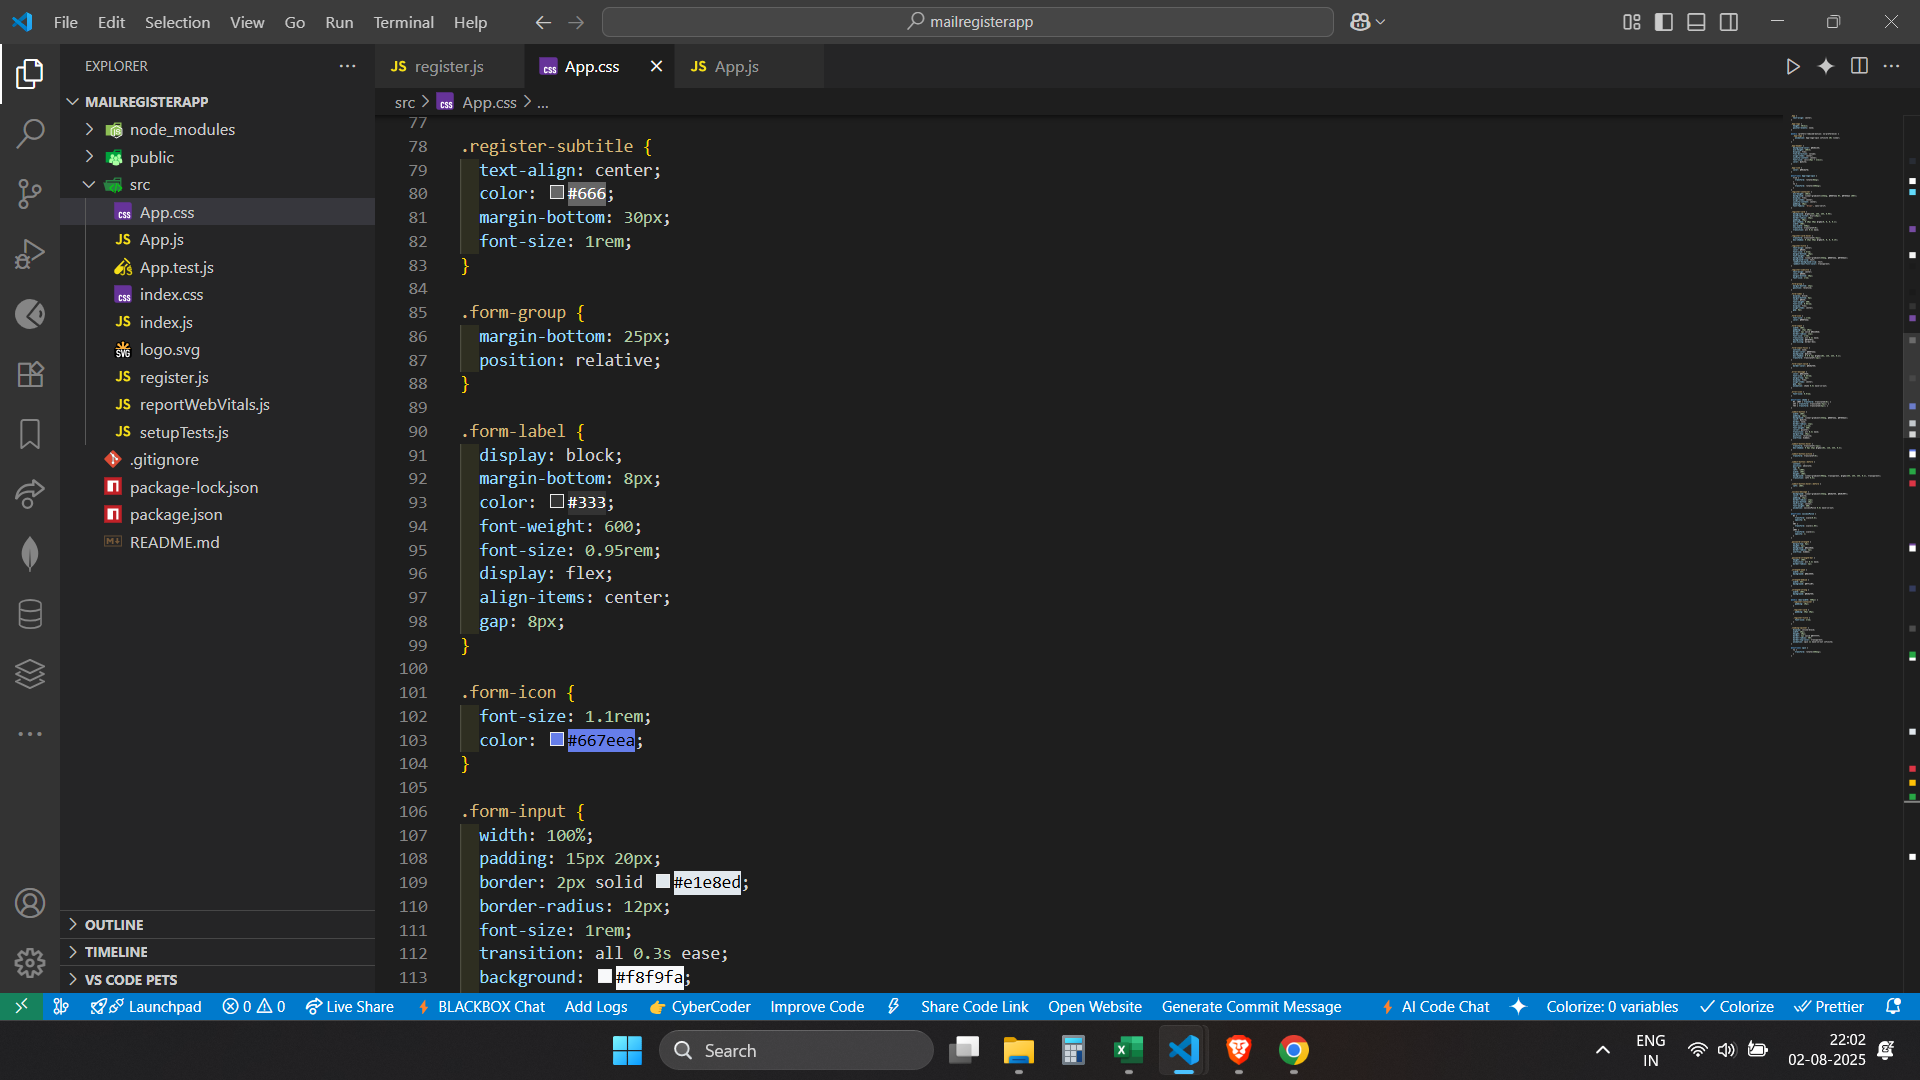 File Edit Selection View Go Run Terminal Help
mailregisterapp
EXPLORER
MAILREGISTERAPP
node_modules
public
src
App.css
App.js
App.test.js
index.css
index.js
logo.svg
register.js
reportWebVitals.js
setupTests.js
.gitignore
package-lock.json
package.json
README.md
OUTLINE
TIMELINE
VS CODE PETS
JS register.js
css App.css
JS App.js
src > App.css > ...
77
78 .register-subtitle {
79 text-align: center;
80 color: #666;
81 margin-bottom: 30px;
82 font-size: 1rem;
83 }
84
85 .form-group {
86 margin-bottom: 25px;
87 position: relative;
88 }
89
90 .form-label {
91 display: block;
92 margin-bottom: 8px;
93 color: #333;
94 font-weight: 600;
95 font-size: 0.95rem;
96 display: flex;
97 align-items: center;
98 gap: 8px;
99 }
100
101 .form-icon {
102 font-size: 1.1rem;
103 color: #667eea;
104 }
105
106 .form-input {
107 width: 100%;
108 padding: 15px 20px;
109 border: 2px solid #e1e8ed;
110 border-radius: 12px;
111 font-size: 1rem;
112 transition: all 0.3s ease;
113 background: #f8f9fa;
Launchpad 0 0 Live Share BLACKBOX Chat Add Logs CyberCoder Improve Code Share Code Link Open Website Generate Commit Message AI Code Chat Colorize: 0 variables Colorize Prettier
Search
ENG
IN
22:02
02-08-2025